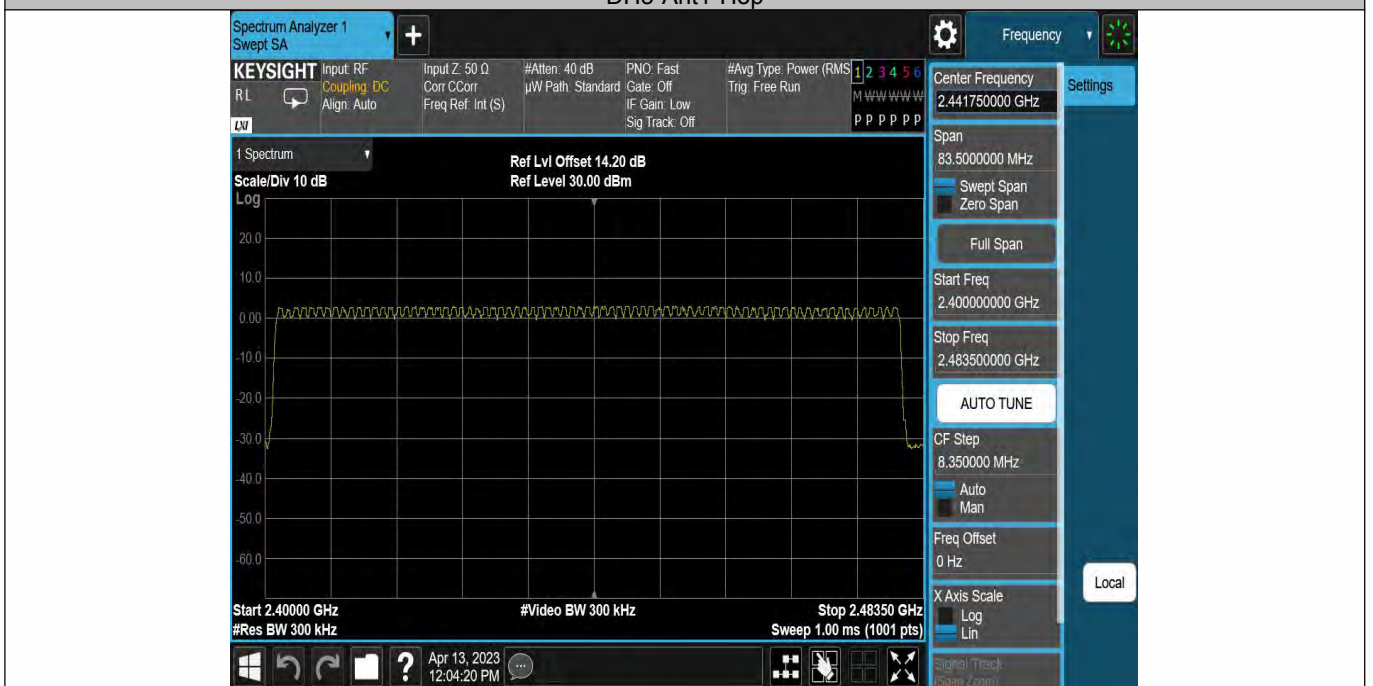 DH5-Ant1-Hop
Spectrum Analyzer 1
Swept SA
Frequency
KEYSIGHT
RL
LXI
Input: RF
Coupling: DC
Align: Auto
Input Z: 50 Ω
Corr CCorr
Freq Ref: Int (S)
#Atten: 40 dB
µW Path: Standard
PNO: Fast
Gate: Off
IF Gain: Low
Sig Track: Off
#Avg Type: Power (RMS
Trig: Free Run
1 2 3 4 5 6
M W W W W W
P P P P P P
Center Frequency
2.441750000 GHz
Settings
Span
83.5000000 MHz
Swept Span
Zero Span
Full Span
Start Freq
2.400000000 GHz
Stop Freq
2.483500000 GHz
AUTO TUNE
CF Step
8.350000 MHz
Auto
Man
Freq Offset
0 Hz
X Axis Scale
Log
Lin
Signal Track
(Span Zoom)
Local
1 Spectrum
Scale/Div 10 dB
Ref Lvl Offset 14.20 dB
Ref Level 30.00 dBm
Log
20.0
10.0
0.00
-10.0
-20.0
-30.0
-40.0
-50.0
-60.0
Start 2.40000 GHz
#Video BW 300 kHz
Stop 2.48350 GHz
#Res BW 300 kHz
Sweep 1.00 ms (1001 pts)
?
Apr 13, 2023
12:04:20 PM